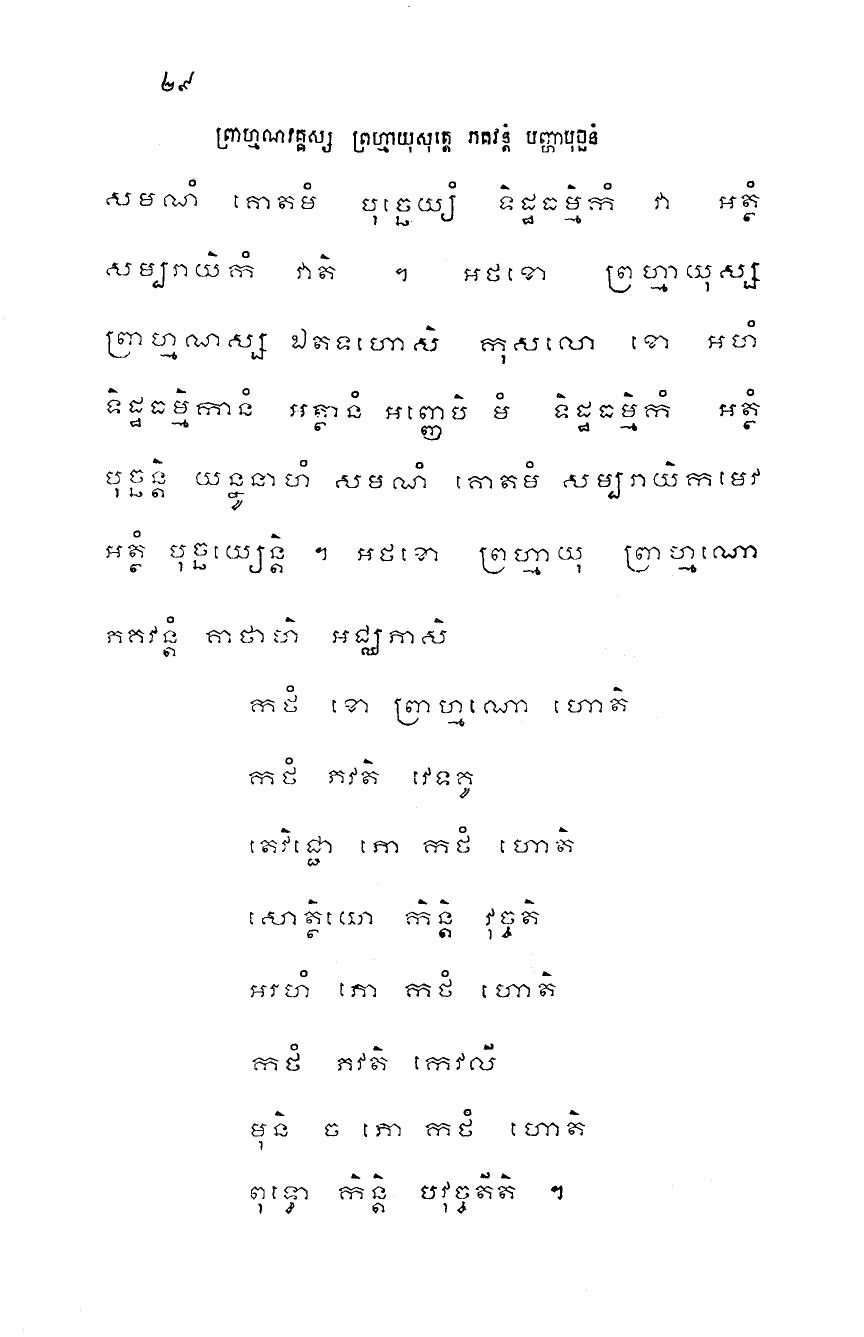 ២៩
ព្រាហ្មណវគ្គស្ស ព្រហ្មាយុសុត្តេ ភគវន្តំ បញ្ហាបុច្ឆនំ
សមណំ គោតមំ បុច្ឆេយ្យំ ទិដ្ឋធម្មិកំ វា អត្ថំ
សម្បរាយិកំ វាតិ ។ អថខោ ព្រហ្មាយុស្ស
ព្រាហ្មណស្ស ឯតទហោសិ កុសលោ ខោ អហំ
ទិដ្ឋធម្មិកានំ អត្ថានំ អញ្ញេបិ មំ ទិដ្ឋធម្មិកំ អត្ថំ
បុច្ឆន្តិ យន្នូនាហំ សមណំ គោតមំ សម្បរាយិកមេវ
អត្ថំ បុច្ឆយ្យេន្តិ ។ អថខោ ព្រហ្មាយុ ព្រាហ្មណោ
ភគវន្តំ គាថាហិ អជ្ឈភាសិ
កថំ ខោ ព្រាហ្មណោ ហោតិ
កថំ ភវតិ វេទគូ
តេវិជ្ជោ ភោ កថំ ហោតិ
សោត្ថិយោ កិន្តិ វុច្ចតិ
អរហំ ភោ កថំ ហោតិ
កថំ ភវតិ កេវលី
មុនិ ច ភោ កថំ ហោតិ
ពុទ្ធោ កិន្តិ បវុច្ចតីតិ ។